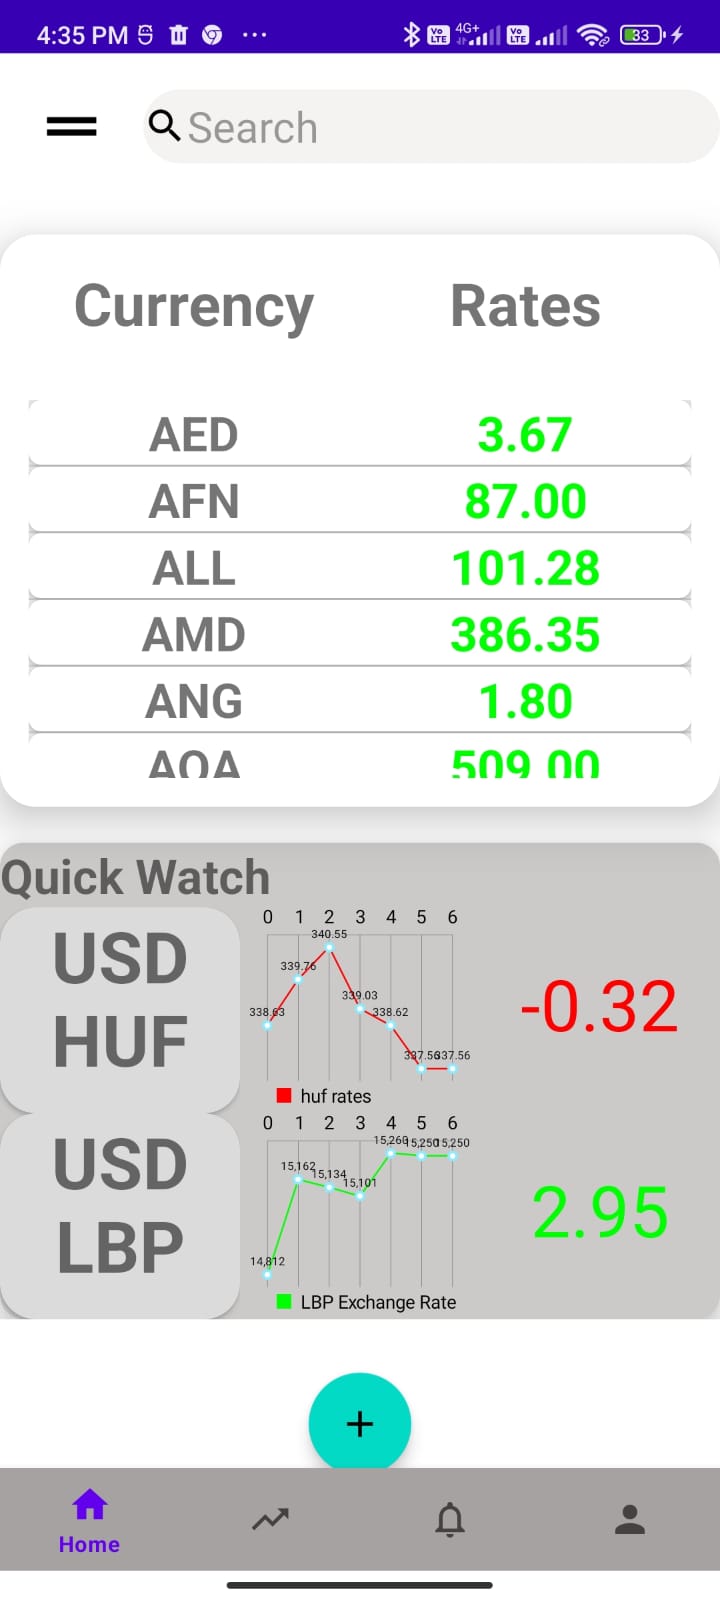 4:35 PM ...
Vo LTE 4G+ Vo LTE 33
Search
Currency Rates
AED 3.67
AFN 87.00
ALL 101.28
AMD 386.35
ANG 1.80
AOA 509.00
Quick Watch
USD
HUF
0 1 2 3 4 5 6
340.55
339.76
339.03
338.63 338.62
337.56 337.56
huf rates
-0.32
USD
LBP
0 1 2 3 4 5 6
15,260 15,250 15,250
15,162 15,134
15,101
14,812
LBP Exchange Rate
2.95
+
Home